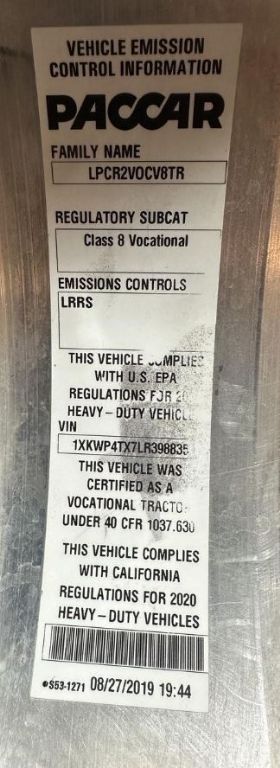 VEHICLE EMISSION
CONTROL INFORMATION
PACCAR
FAMILY NAME
LPCR2VOCV8TR
REGULATORY SUBCAT
Class 8 Vocational
EMISSIONS CONTROLS
LRRS
THIS VEHICLE
WITH U.S. EPA
REGULATIONS
HEAVY-DUTY
VIN
1XKWP4TX7LR398835
THIS VEHICLE WAS
CERTIFIED AS A
VOCATIONAL
UNDER 40 CFR 1037.630
THIS VEHICLE COMPLIES
WITH CALIFORNIA
REGULATIONS FOR 2020
HEAVY-DUTY VEHICLES
S53-1271 08/27/2019 19:44